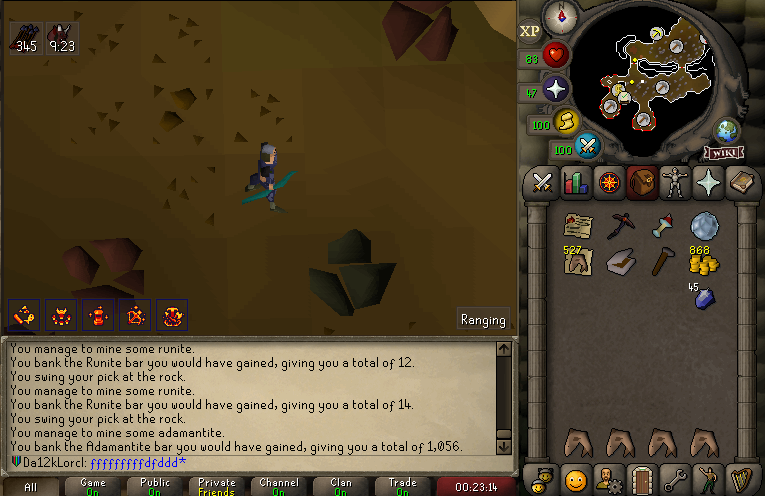 345 9:23
XP
83
47
100
100
WIKI
527
868
45
Ranging
You manage to mine some runite.
You bank the Runite bar you would have gained, giving you a total of 12.
You swing your pick at the rock.
You manage to mine some runite.
You bank the Runite bar you would have gained, giving you a total of 14.
You swing your pick at the rock.
You manage to mine some adamantite.
You bank the Adamantite bar you would have gained, giving you a total of 1,056.
Da12kLorcl: fffffffffdfddd*
All
Game
On
Public
On
Private
Friends
Channel
On
Clan
On
Trade
On
00:23:14